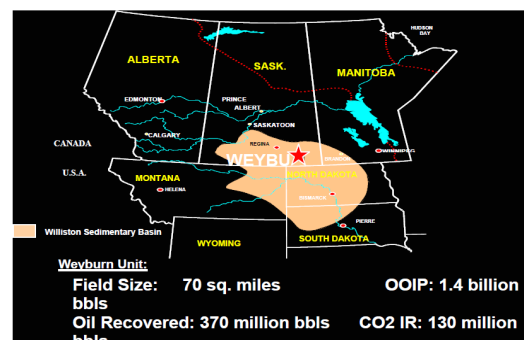 HUDSON
BAY
ALBERTA
SASK.
MANITOBA
EDMONTON
PRINCE
ALBERT
SASKATOON
CALGARY
REGINA
WINNIPEG
CANADA
WEYBU
BRANDON
U.S.A.
MONTANA
NORTH DAKOTA
HELENA
BISMARCK
PIERRE
Williston Sedimentary Basin
WYOMING
SOUTH DAKOTA
Weyburn Unit:
Field Size: 70 sq. miles OOIP: 1.4 billion
bbls
Oil Recovered: 370 million bbls CO2 IR: 130 million
bbls